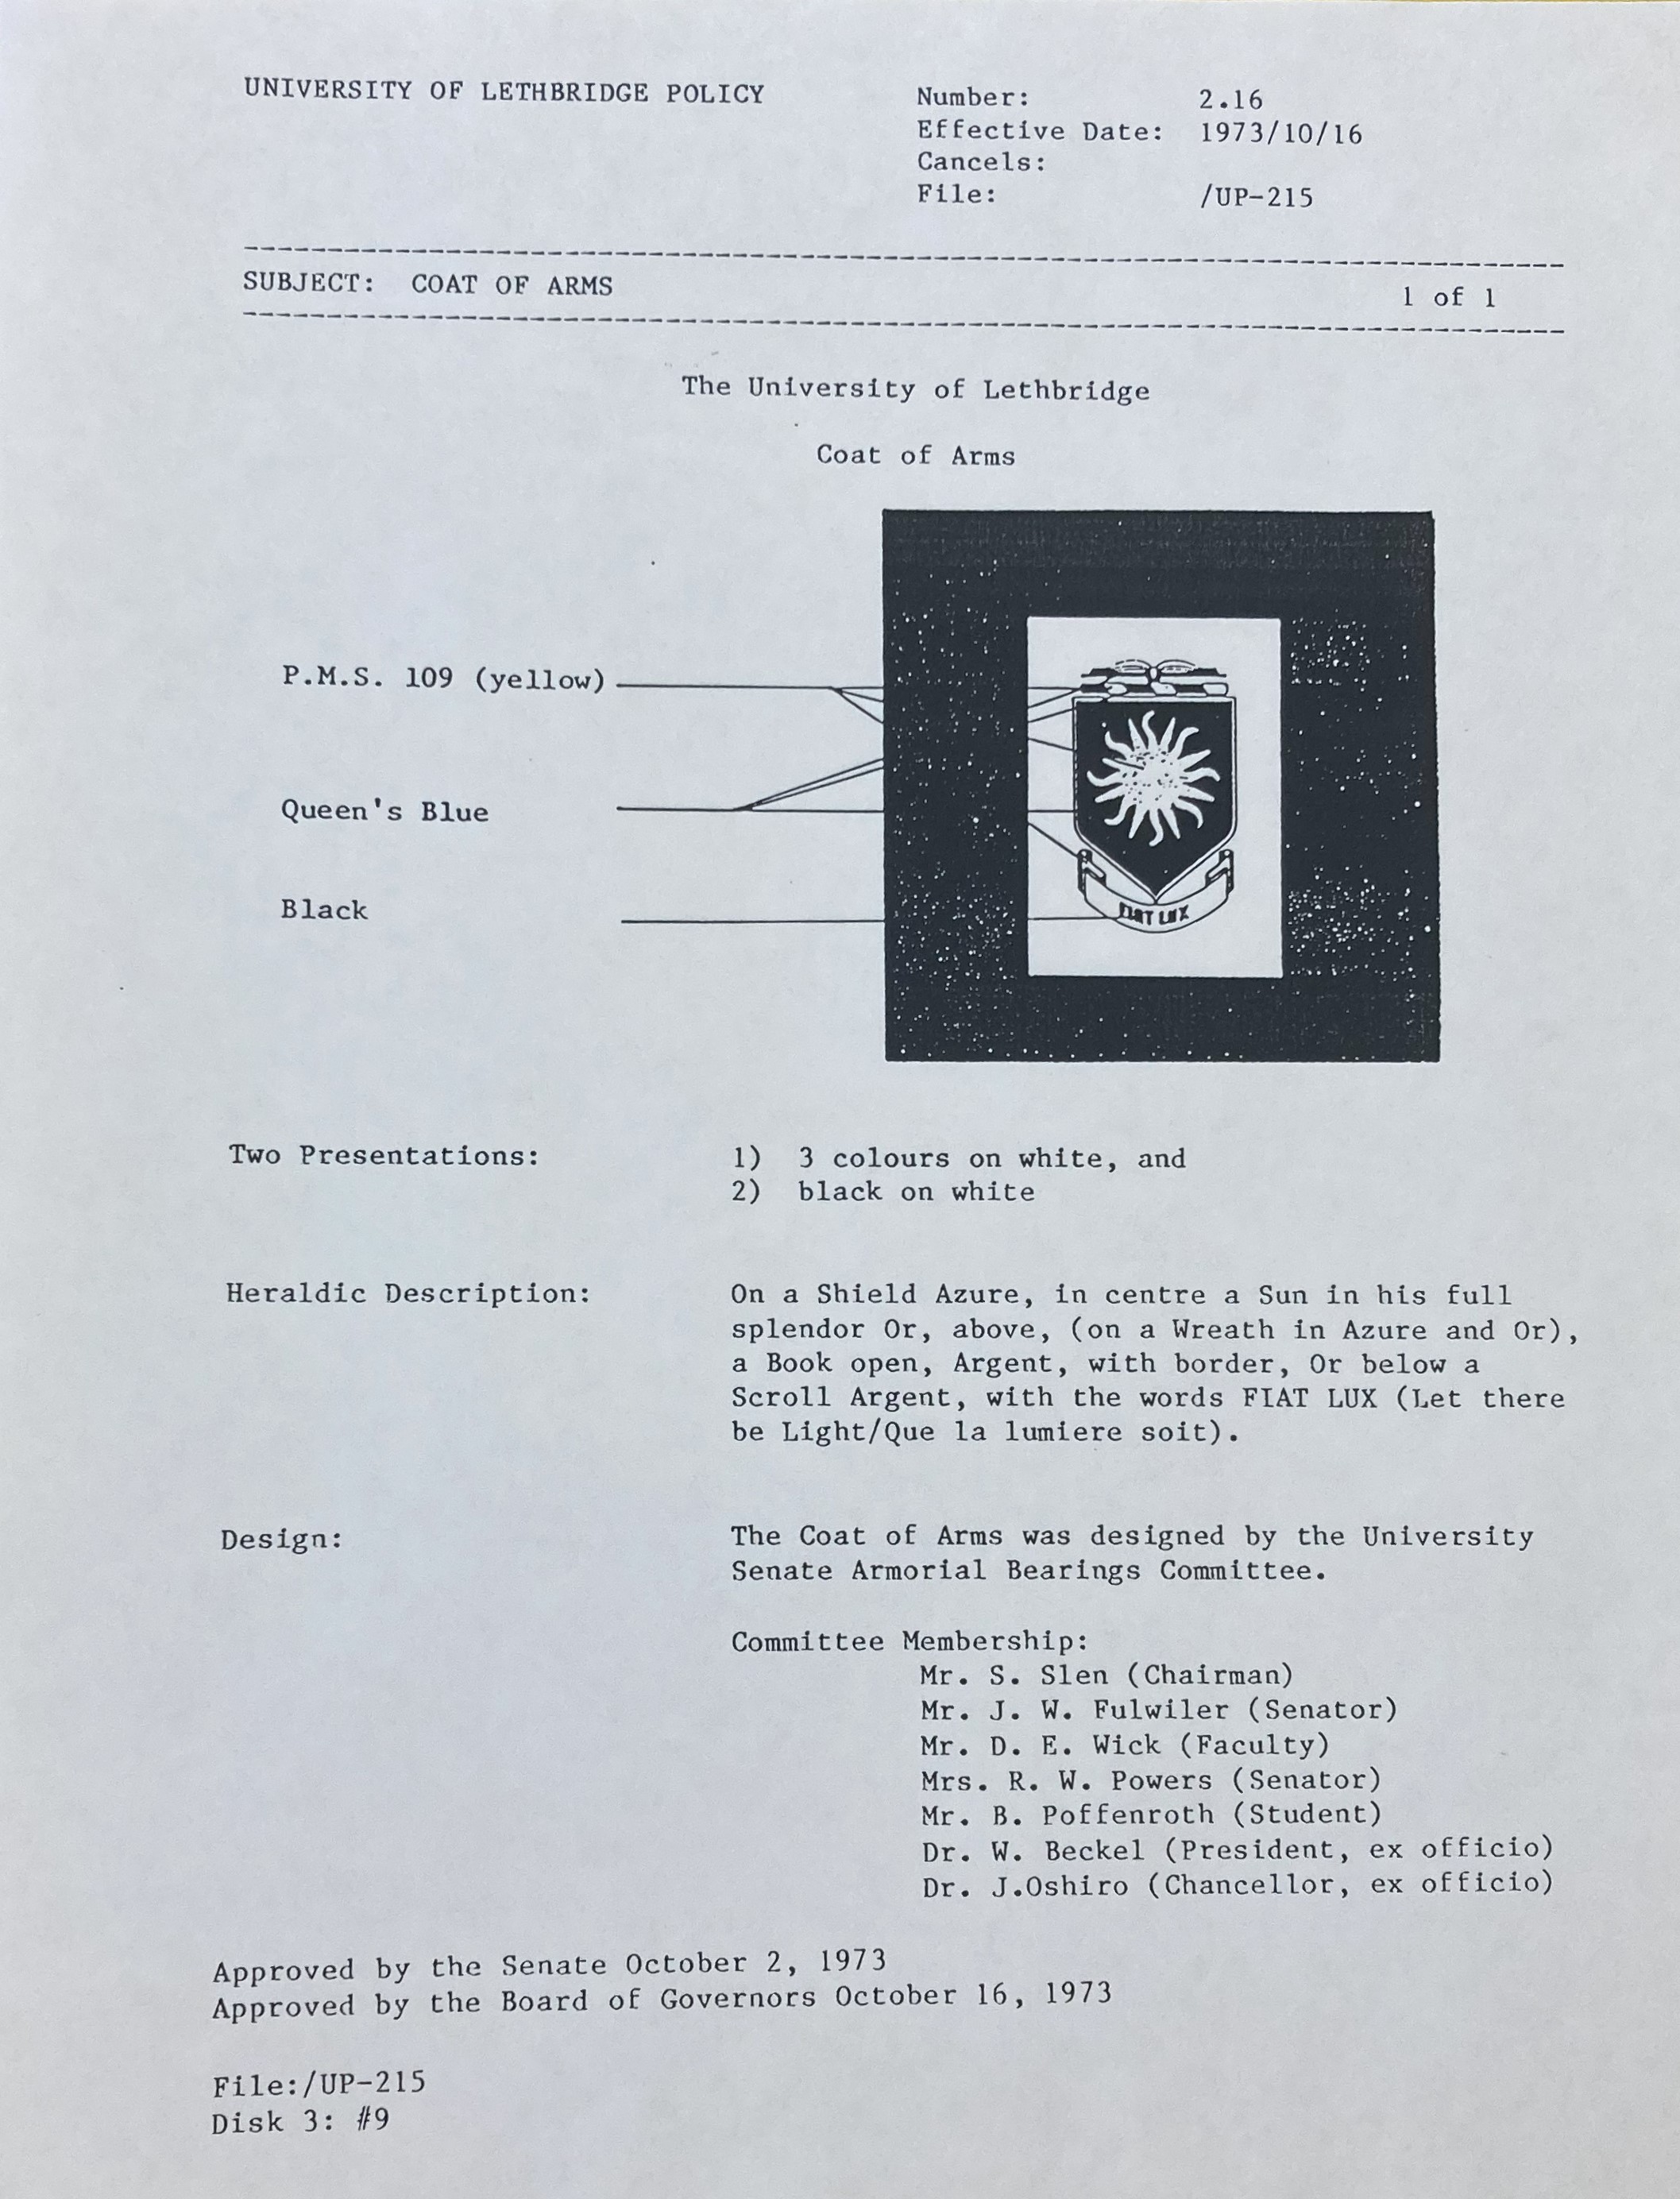 UNIVERSITY OF LETHBRIDGE POLICY
Number: 2.16
Effective Date: 1973/10/16
Cancels:
File: /UP-215
SUBJECT: COAT OF ARMS 1 of 1
The University of Lethbridge
Coat of Arms
P.M.S. 109 (yellow)
Queen's Blue
Black
FIAT LUX
Two Presentations: 1) 3 colours on white, and
2) black on white
Heraldic Description: On a Shield Azure, in centre a Sun in his full
splendor Or, above, (on a Wreath in Azure and Or),
a Book open, Argent, with border, Or below a
Scroll Argent, with the words FIAT LUX (Let there
be Light/Que la lumiere soit).
Design: The Coat of Arms was designed by the University
Senate Armorial Bearings Committee.
Committee Membership:
Mr. S. Slen (Chairman)
Mr. J. W. Fulwiler (Senator)
Mr. D. E. Wick (Faculty)
Mrs. R. W. Powers (Senator)
Mr. B. Poffenroth (Student)
Dr. W. Beckel (President, ex officio)
Dr. J.Oshiro (Chancellor, ex officio)
Approved by the Senate October 2, 1973
Approved by the Board of Governors October 16, 1973
File:/UP-215
Disk 3: #9